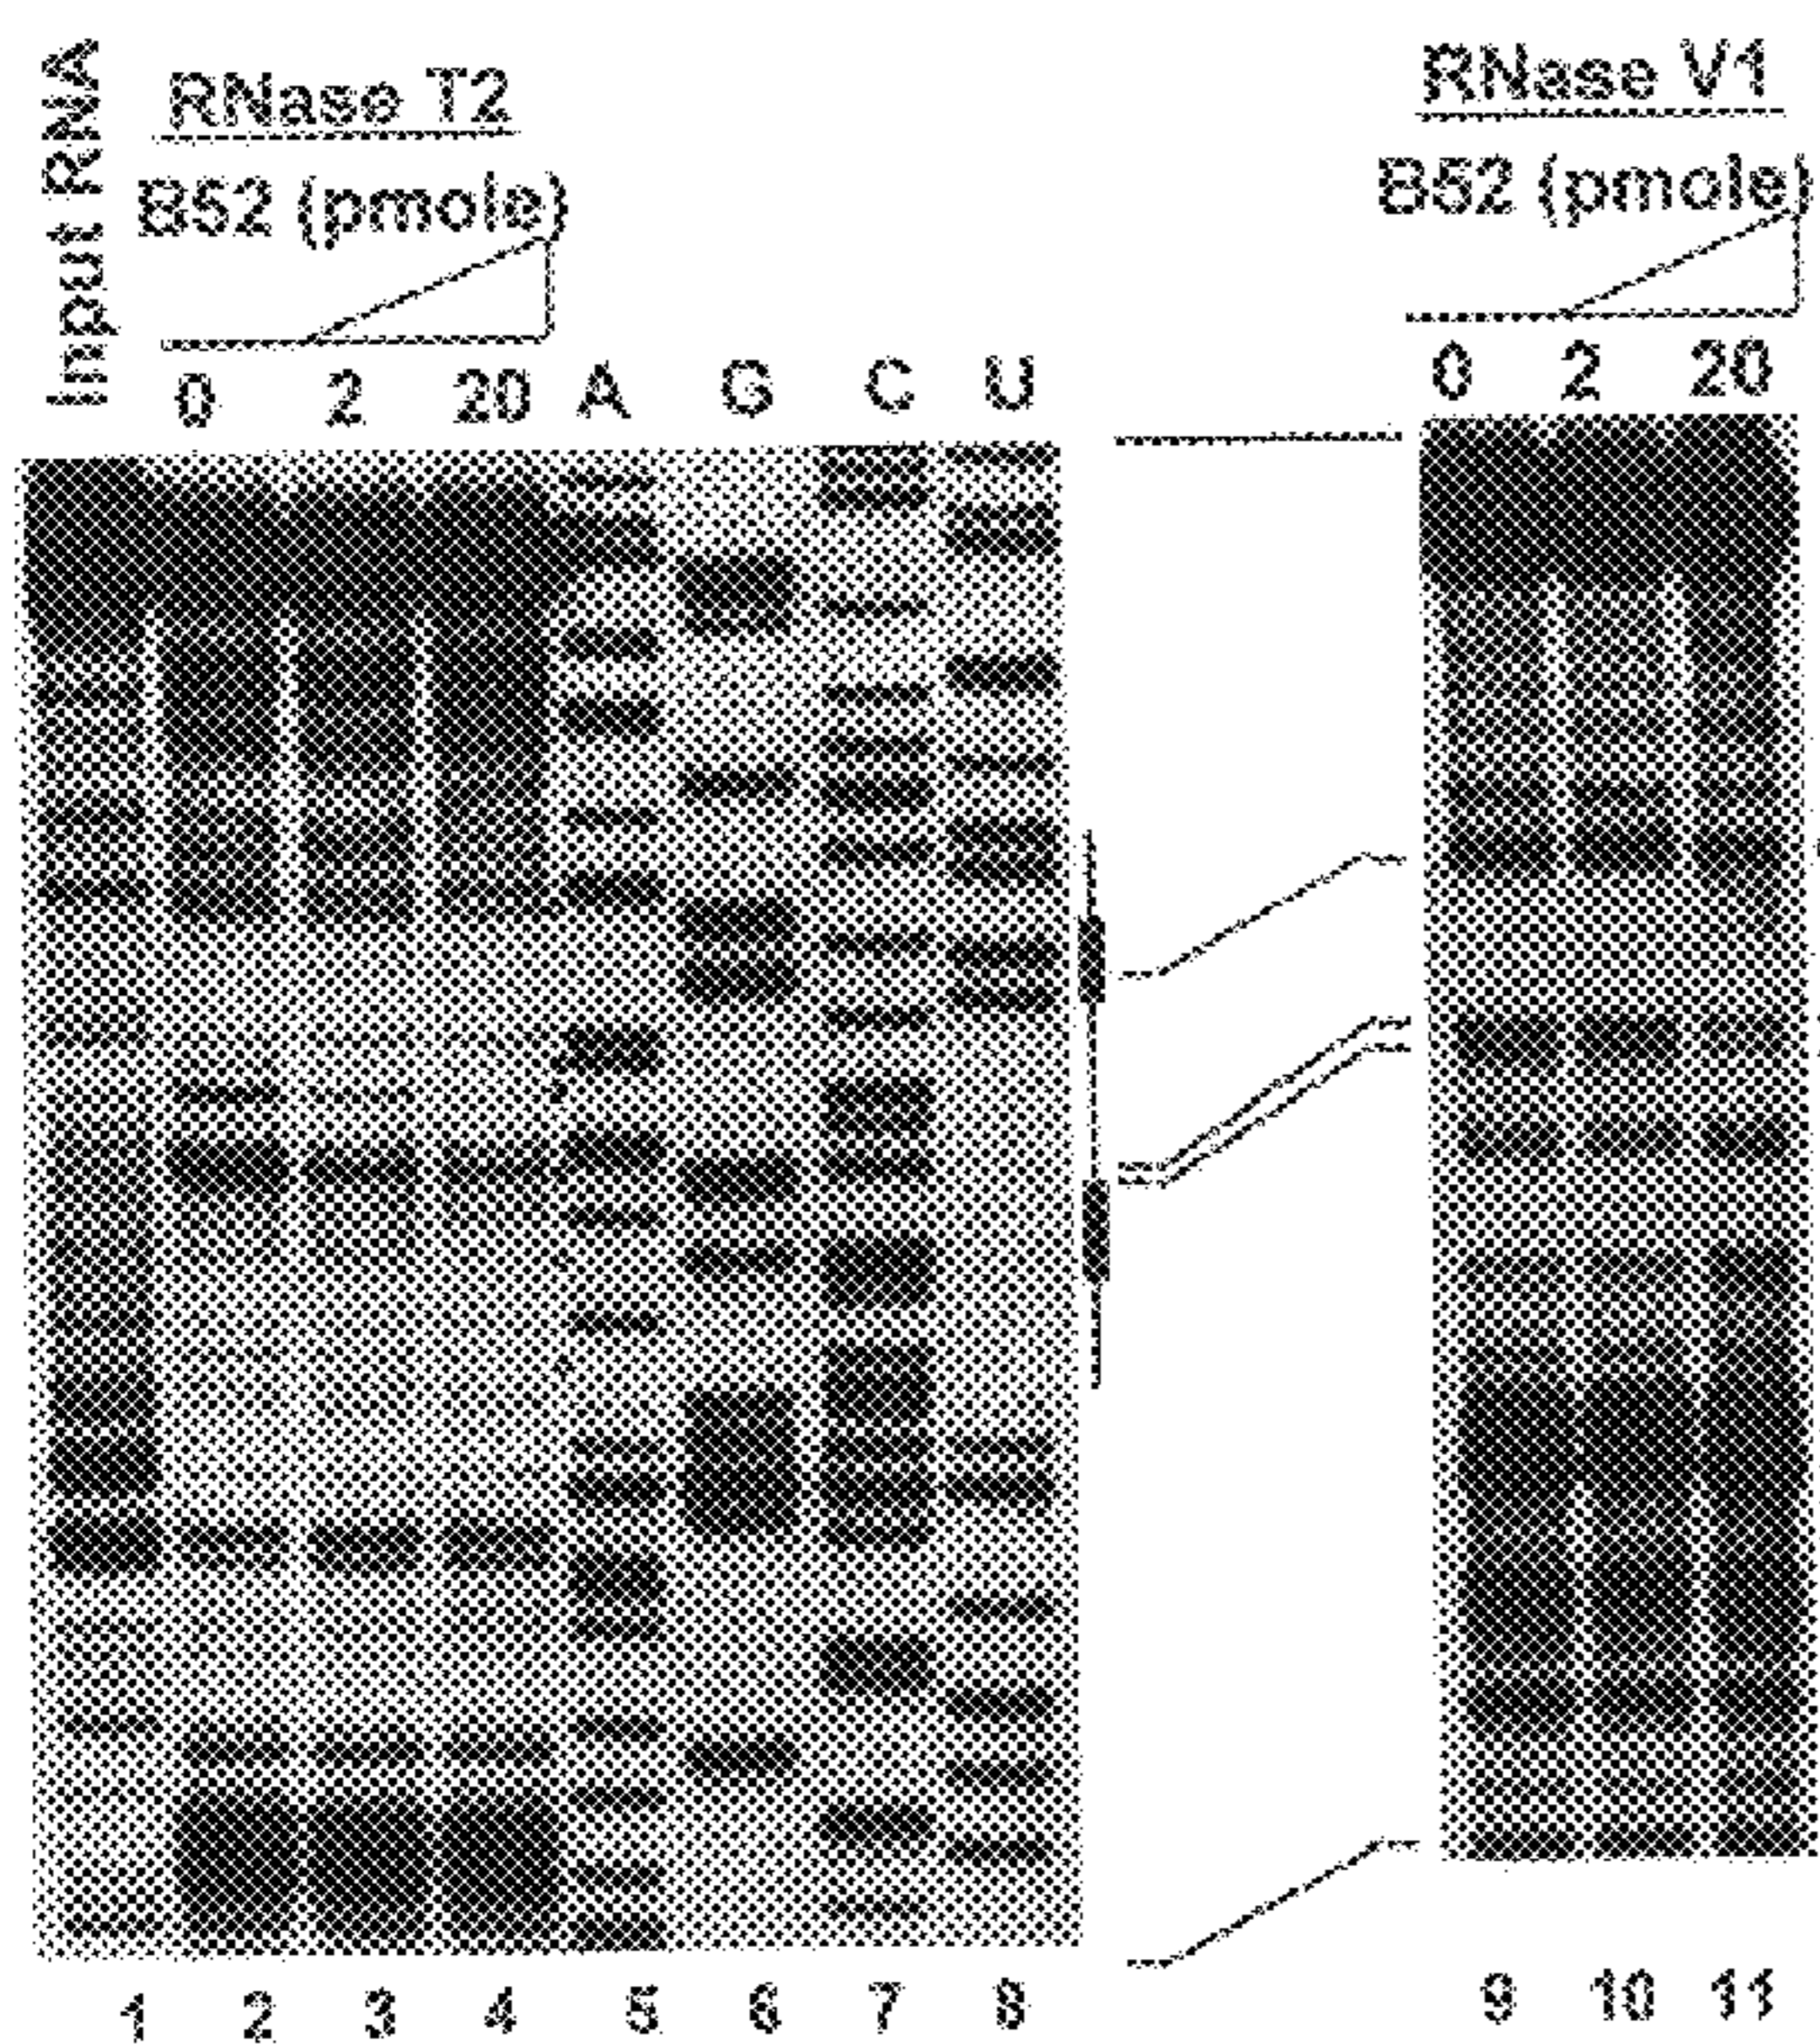 Input RNA
RNase T2
B52 (pmole)
0 2 20 A G C U
RNase V1
B52 (pmole)
0 2 20
1 2 3 4 5 6 7 8
9 10 11